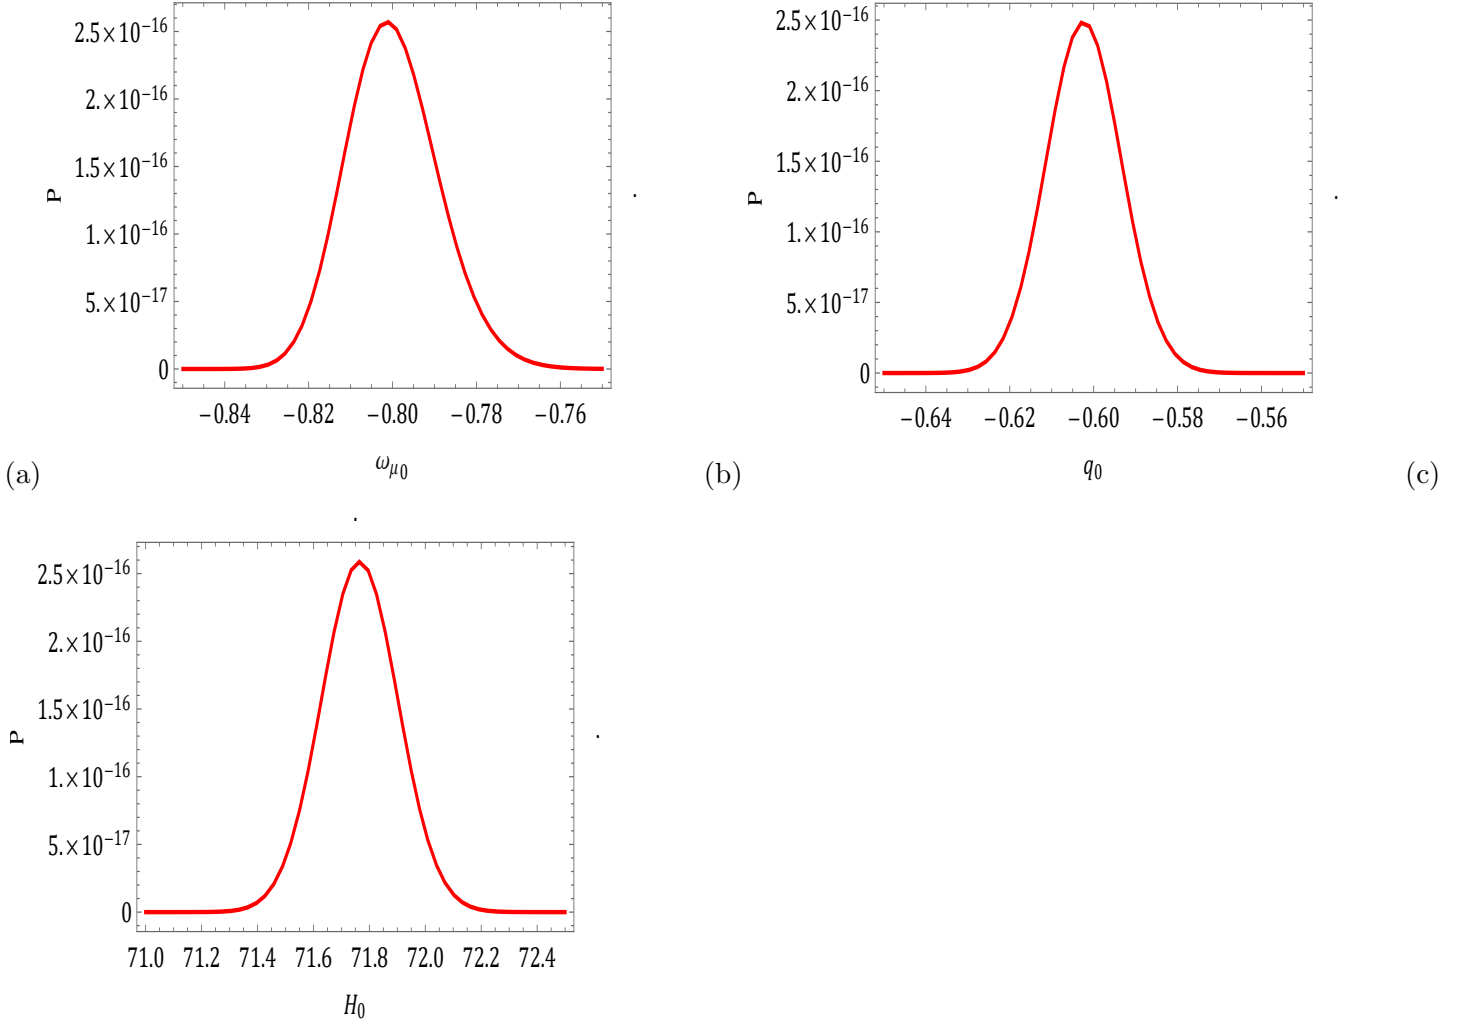 2.5×10⁻¹⁶
2.×10⁻¹⁶
1.5×10⁻¹⁶
1.×10⁻¹⁶
5.×10⁻¹⁷
0
P
−0.84 −0.82 −0.80 −0.78 −0.76
ω_μ₀
(a)
2.5×10⁻¹⁶
2.×10⁻¹⁶
1.5×10⁻¹⁶
1.×10⁻¹⁶
5.×10⁻¹⁷
0
P
−0.64 −0.62 −0.60 −0.58 −0.56
q₀
(b)
(c)
2.5×10⁻¹⁶
2.×10⁻¹⁶
1.5×10⁻¹⁶
1.×10⁻¹⁶
5.×10⁻¹⁷
0
P
71.0 71.2 71.4 71.6 71.8 72.0 72.2 72.4
H₀